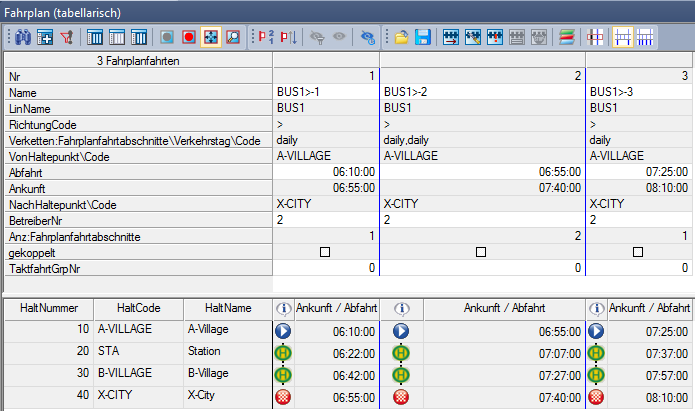 Fahrplan (tabellarisch)
3 Fahrplanfahrten
Nr 1 2 3
Name BUS1>-1 BUS1>-2 BUS1>-3
LinName BUS1 BUS1 BUS1
RichtungCode > > >
Verketten:Fahrplanfahrtabschnitte\Verkehrstag\Code daily daily,daily daily
VonHaltepunkt\Code A-VILLAGE A-VILLAGE A-VILLAGE
Abfahrt 06:10:00 06:55:00 07:25:00
Ankunft 06:55:00 07:40:00 08:10:00
NachHaltepunkt\Code X-CITY X-CITY X-CITY
BetreiberNr 2 2 2
Anz:Fahrplanfahrtabschnitte 1 2 1
gekoppelt
TaktfahrtGrpNr 0 0 0
HaltNummer HaltCode HaltName Ankunft / Abfahrt Ankunft / Abfahrt Ankunft / Abfahrt
10 A-VILLAGE A-Village 06:10:00 06:55:00 07:25:00
20 STA Station H 06:22:00 H 07:07:00 H 07:37:00
30 B-VILLAGE B-Village H 06:42:00 H 07:27:00 H 07:57:00
40 X-CITY X-City 06:55:00 07:40:00 08:10:00